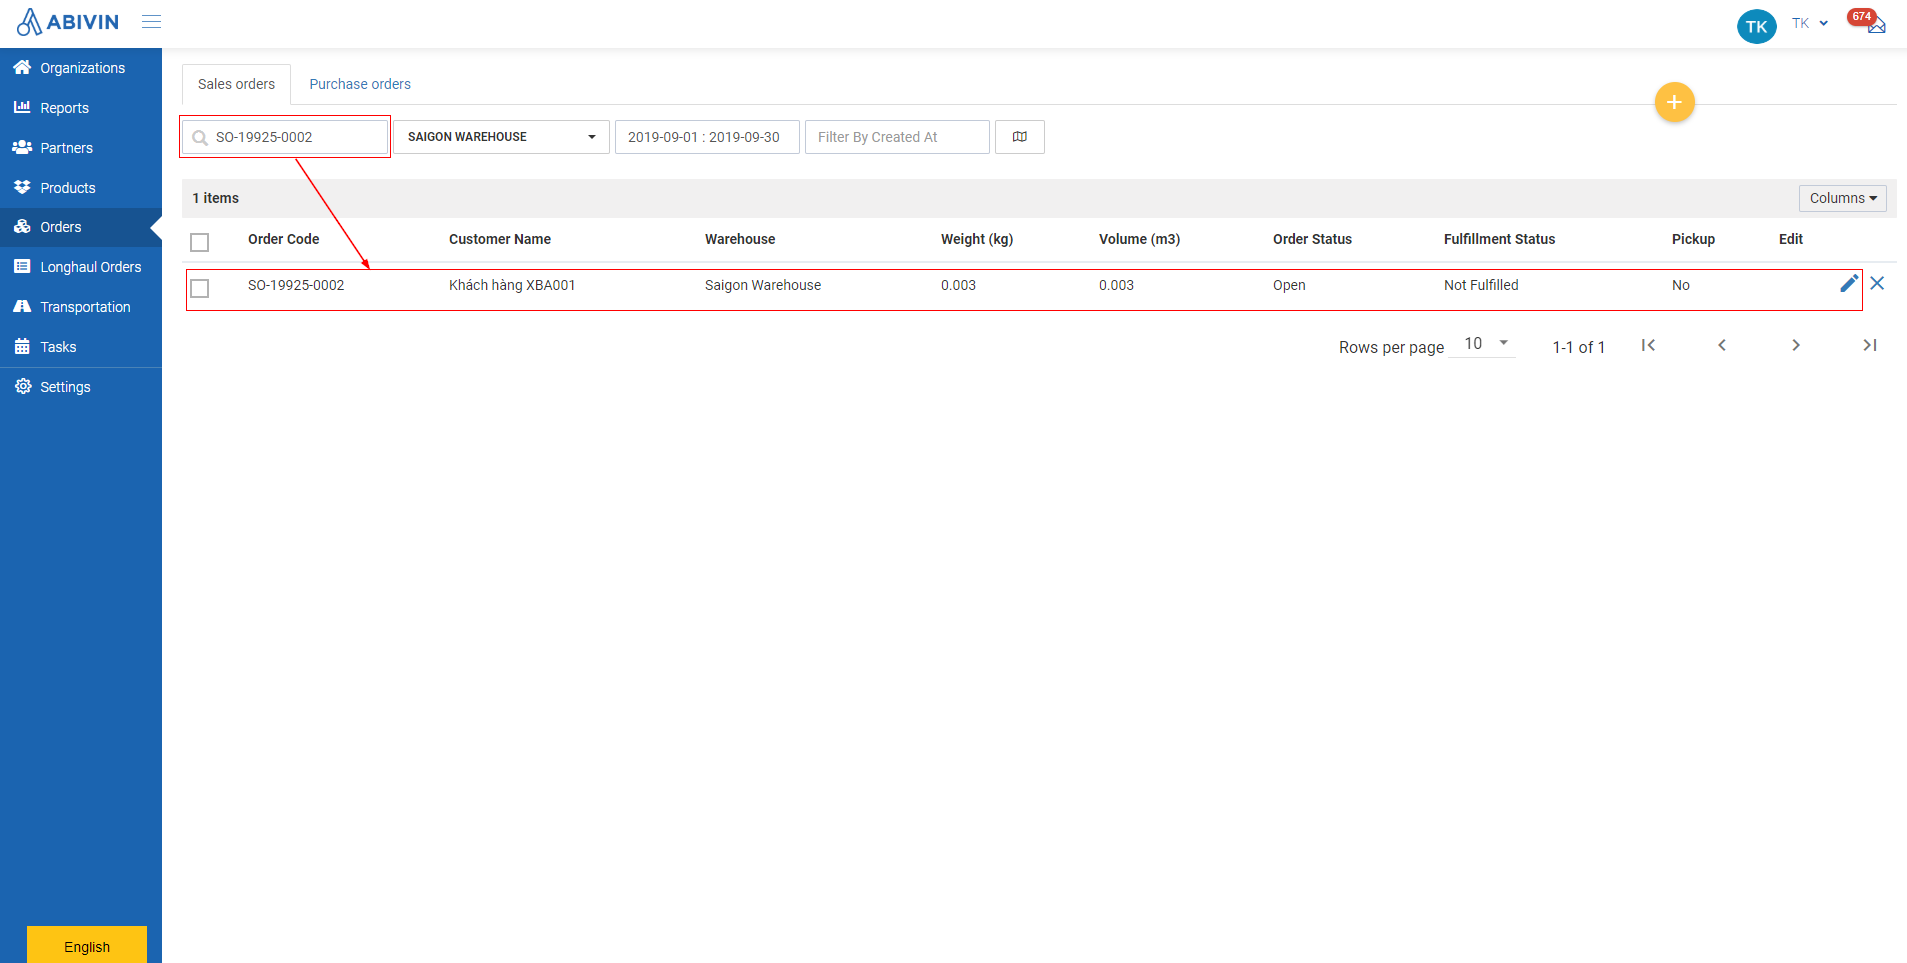 ABIVIN
TK
TK
674
Organizations
Reports
Partners
Products
Orders
Longhaul Orders
Transportation
Tasks
Settings
English
Sales orders
Purchase orders
+
SO-19925-0002
SAIGON WAREHOUSE
2019-09-01 : 2019-09-30
Filter By Created At
1 items
Columns
Order Code Customer Name Warehouse Weight (kg) Volume (m3) Order Status Fulfillment Status Pickup Edit
SO-19925-0002 Khách hàng XBA001 Saigon Warehouse 0.003 0.003 Open Not Fulfilled No
Rows per page 10 1-1 of 1